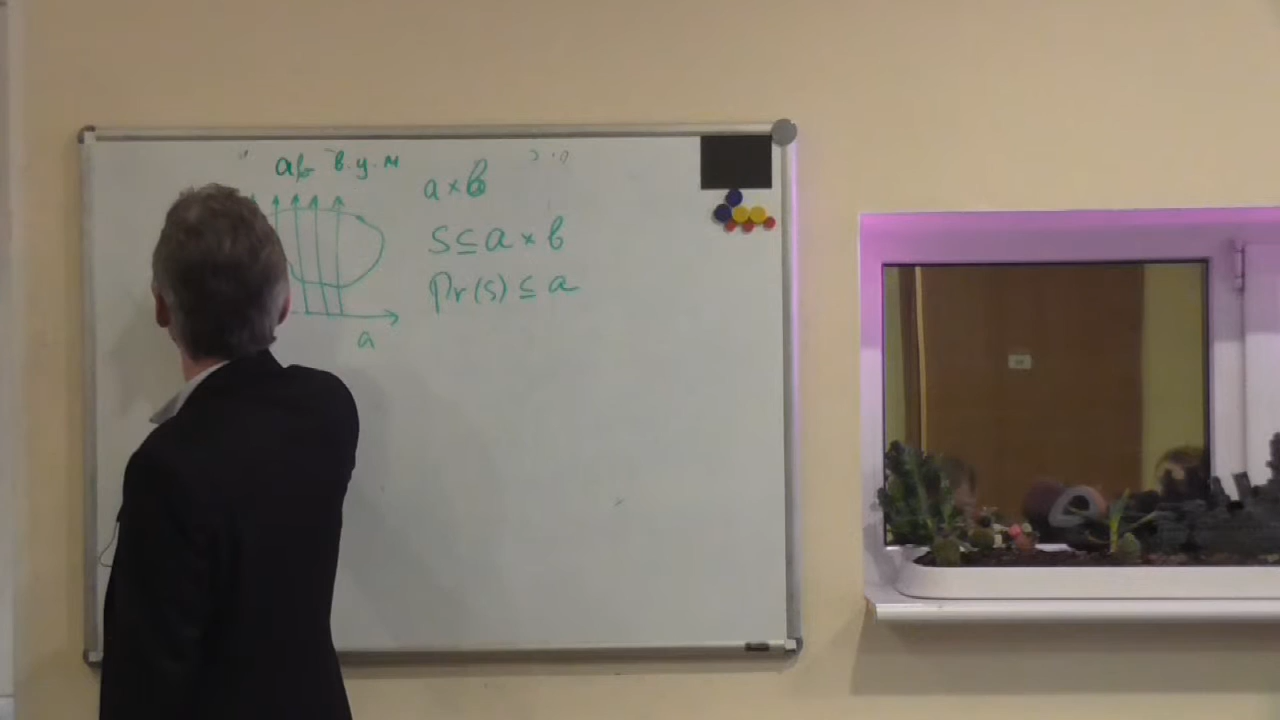 a b в.у.м
a × b
S ⊆ a × b
Pr(S) ⊆ a
a